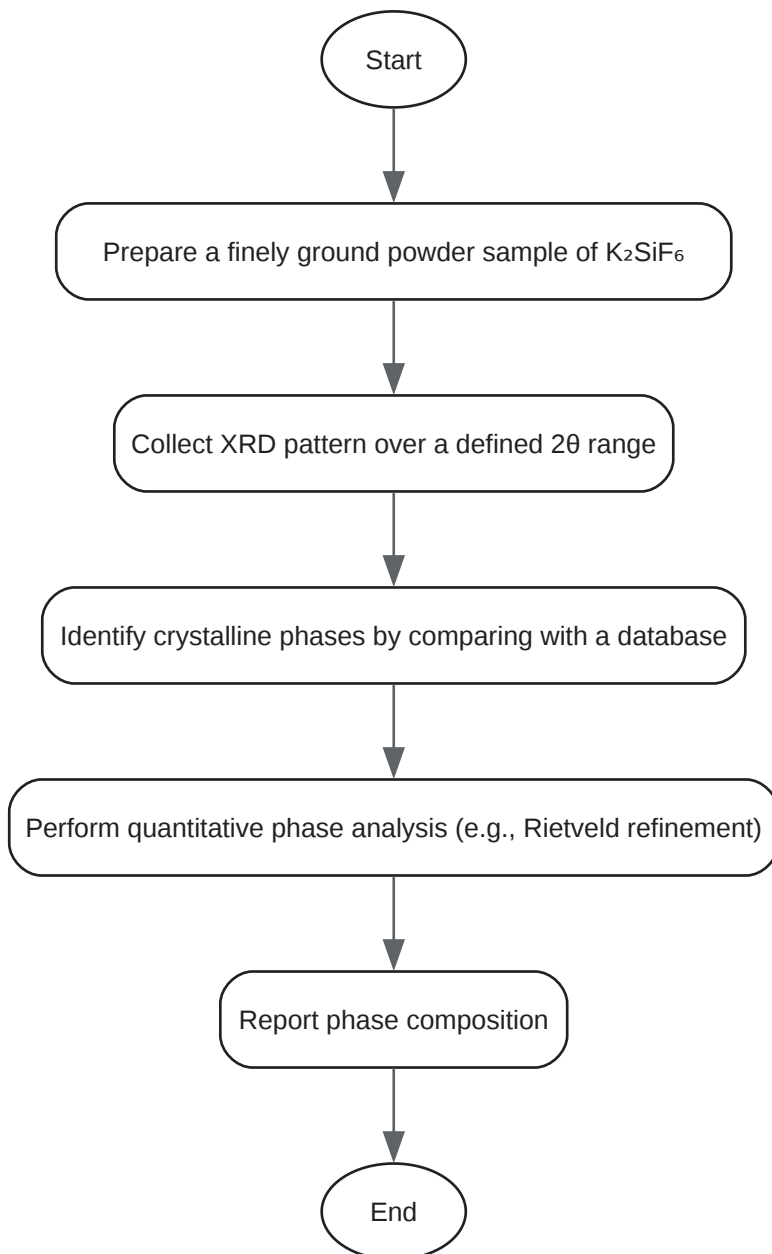 Start
Prepare a finely ground powder sample of K₂SiF₆
Collect XRD pattern over a defined 2θ range
Identify crystalline phases by comparing with a database
Perform quantitative phase analysis (e.g., Rietveld refinement)
Report phase composition
End